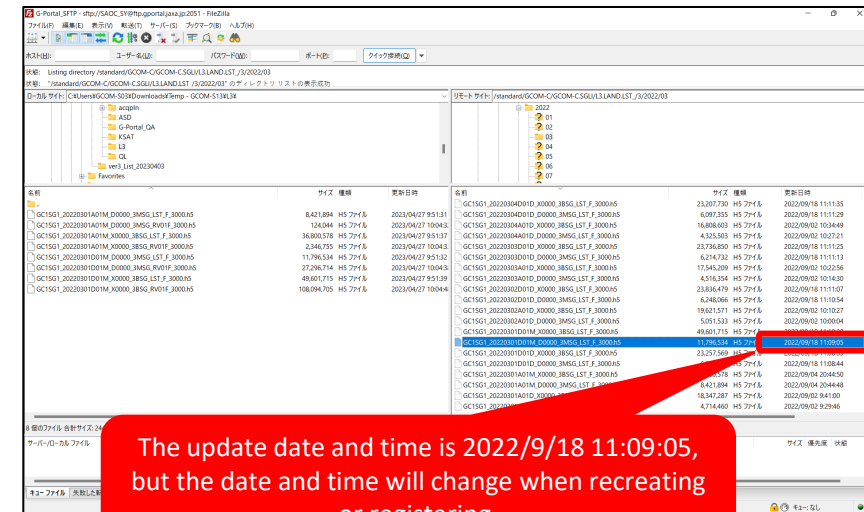 G-Portal_SFTP - sftp://SAOC_SY@ftp.gportal.jaxa.jp:2051 - FileZilla
ファイル(F) 編集(E) 表示(V) 転送(T) サーバー(S) ブックマーク(B) ヘルプ(H)
ホスト(H): ユーザー名(U): パスワード(W): ポート(P): クイック接続(Q)
状態: Listing directory /standard/GCOM-C/GCOM-C.SGLI/L3.LAND.LST_/3/2022/03
状態: "/standard/GCOM-C/GCOM-C.SGLI/L3.LAND.LST_/3/2022/03" のディレクトリ リストの表示成功
ローカル サイト: C:¥Users¥GCOM-S03¥Downloads¥Temp - GCOM-S13¥L3¥
acqpln
ASD
G-Portal_QA
KSAT
L3
QL
ver3_List_20230403
Favorites
リモート サイト: /standard/GCOM-C/GCOM-C.SGLI/L3.LAND.LST_/3/2022/03
2022
01
02
03
04
05
06
07
名前 サイズ 種類 更新日時
..
GC1SG1_20220301A01M_D0000_3MSG_LST_F_3000.h5 8,421,894 H5 ファイル 2023/04/27 9:51:31
GC1SG1_20220301A01M_D0000_3MSG_RV01F_3000.h5 124,044 H5 ファイル 2023/04/27 10:04:3
GC1SG1_20220301A01M_X0000_3BSG_LST_F_3000.h5 36,800,578 H5 ファイル 2023/04/27 9:51:37
GC1SG1_20220301A01M_X0000_3BSG_RV01F_3000.h5 2,346,755 H5 ファイル 2023/04/27 10:04:3
GC1SG1_20220301D01M_D0000_3MSG_LST_F_3000.h5 11,796,534 H5 ファイル 2023/04/27 9:51:32
GC1SG1_20220301D01M_D0000_3MSG_RV01F_3000.h5 27,296,714 H5 ファイル 2023/04/27 10:04:3
GC1SG1_20220301D01M_X0000_3BSG_LST_F_3000.h5 49,601,715 H5 ファイル 2023/04/27 9:51:39
GC1SG1_20220301D01M_X0000_3BSG_RV01F_3000.h5 108,094,705 H5 ファイル 2023/04/27 10:04:4
名前 サイズ 種類 更新日時
GC1SG1_20220304D01D_X0000_3BSG_LST_F_3000.h5 23,207,730 H5 ファイル 2022/09/18 11:11:35
GC1SG1_20220304D01D_D0000_3MSG_LST_F_3000.h5 6,097,355 H5 ファイル 2022/09/18 11:11:29
GC1SG1_20220304A01D_X0000_3BSG_LST_F_3000.h5 16,808,603 H5 ファイル 2022/09/02 10:34:49
GC1SG1_20220304A01D_D0000_3MSG_LST_F_3000.h5 4,325,503 H5 ファイル 2022/09/02 10:27:21
GC1SG1_20220303D01D_X0000_3BSG_LST_F_3000.h5 23,736,850 H5 ファイル 2022/09/18 11:11:25
GC1SG1_20220303D01D_D0000_3MSG_LST_F_3000.h5 6,214,732 H5 ファイル 2022/09/18 11:11:13
GC1SG1_20220303A01D_X0000_3BSG_LST_F_3000.h5 17,545,209 H5 ファイル 2022/09/02 10:22:56
GC1SG1_20220303A01D_D0000_3MSG_LST_F_3000.h5 4,516,354 H5 ファイル 2022/09/02 10:14:30
GC1SG1_20220302D01D_X0000_3BSG_LST_F_3000.h5 23,836,479 H5 ファイル 2022/09/18 11:11:07
GC1SG1_20220302D01D_D0000_3MSG_LST_F_3000.h5 6,248,066 H5 ファイル 2022/09/18 11:10:54
GC1SG1_20220302A01D_X0000_3BSG_LST_F_3000.h5 19,621,571 H5 ファイル 2022/09/02 10:10:27
GC1SG1_20220302A01D_D0000_3MSG_LST_F_3000.h5 5,051,533 H5 ファイル 2022/09/02 10:00:04
GC1SG1_20220301D01M_X0000_3BSG_LST_F_3000.h5 49,601,715 H5 ファイル
GC1SG1_20220301D01M_D0000_3MSG_LST_F_3000.h5 11,796,534 H5 ファイル 2022/09/18 11:09:05
GC1SG1_20220301D01D_X0000_3BSG_LST_F_3000.h5 23,257,569 H5
GC1SG1_20220301D01D_D0000_3MSG_LST_F_3000.h5 2022/09/18 11:08:44
GC1SG1_20220301A01M_X0000_3BSG_LST_F_3000.h5 H5 ファイル 2022/09/04 20:44:50
GC1SG1_20220301A01M_D0000_3MSG_LST_F_3000.h5 8,421,894 H5 ファイル 2022/09/04 20:44:48
GC1SG1_20220301A01D_X0000 18,347,287 H5 ファイル 2022/09/02 9:41:00
4,714,460 H5 ファイル 2022/09/02 9:29:46
8 個のファイル 合計サイズ: 24
サーバー/ローカル ファイル サイズ 優先度 状態
The update date and time is 2022/9/18 11:09:05,
but the date and time will change when recreating
or registering
キュー ファイル 失敗した転
キュー: なし